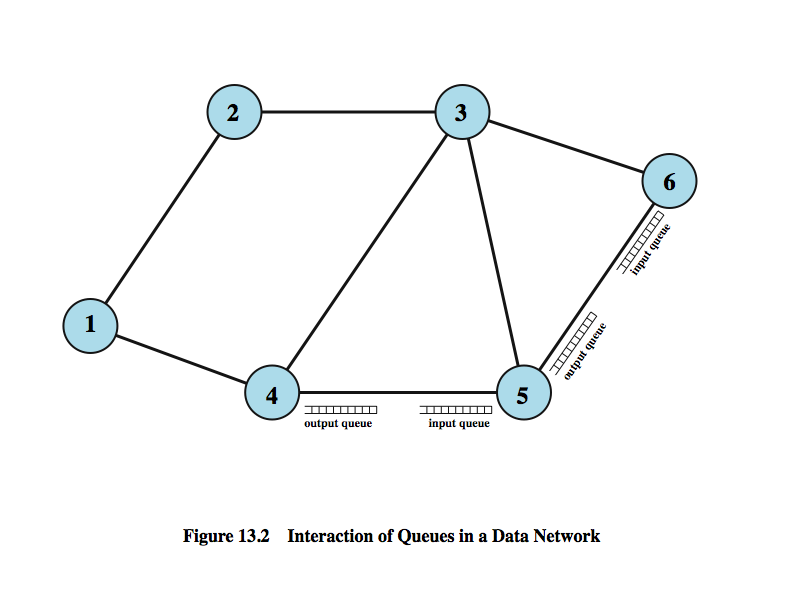 2
3
6
input queue
1
output queue
4
5
output queue
input queue
Figure 13.2 Interaction of Queues in a Data Network